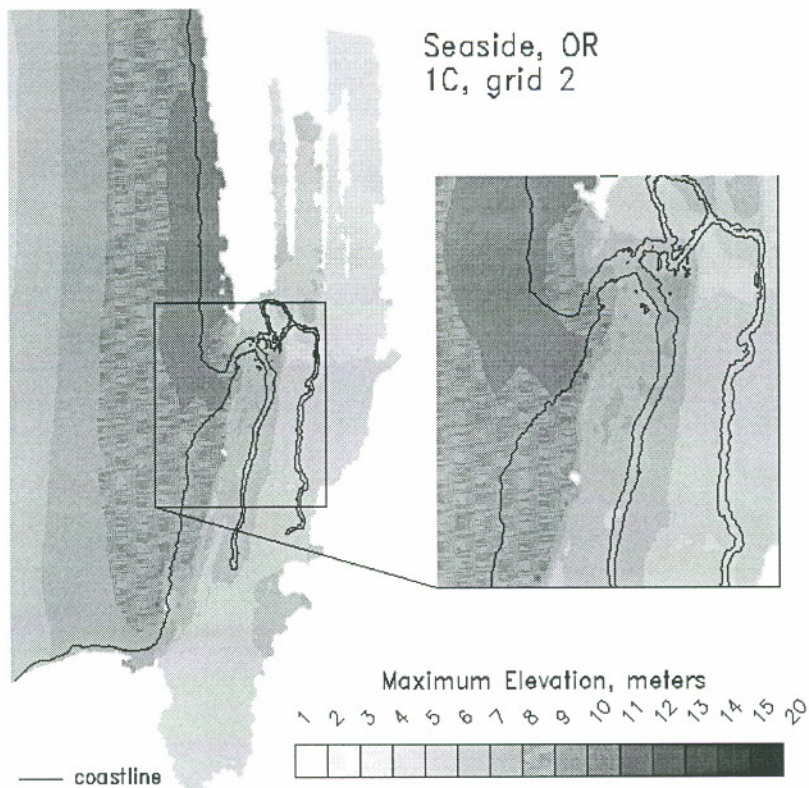 Seaside, OR
1C, grid 2
Maximum Elevation, meters
1 2 3 4 5 6 7 8 9 10 11 12 13 14 15 20
coastline